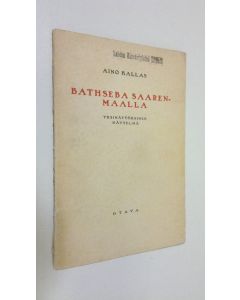 AINO KALLAS
BATHSEBA SAAREN-
MAALLA
YKSINÄYTÖKSINEN
NÄYTELMÄ
OTAVA